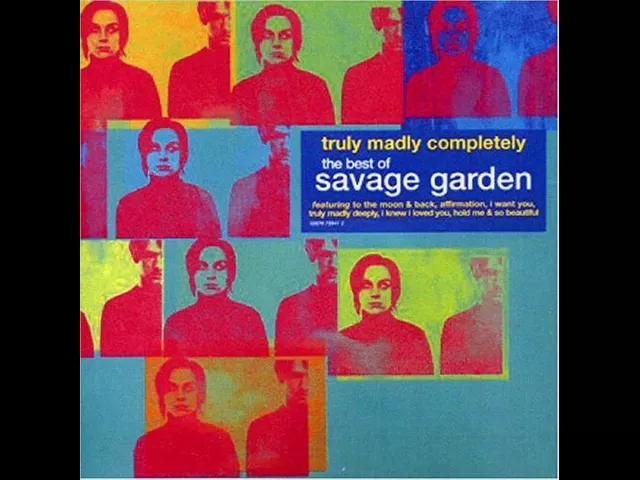 truly madly completely
the best of
savage garden
featuring to the moon & back, affirmation, i want you,
truly madly deeply, i knew i loved you, hold me & so beautiful